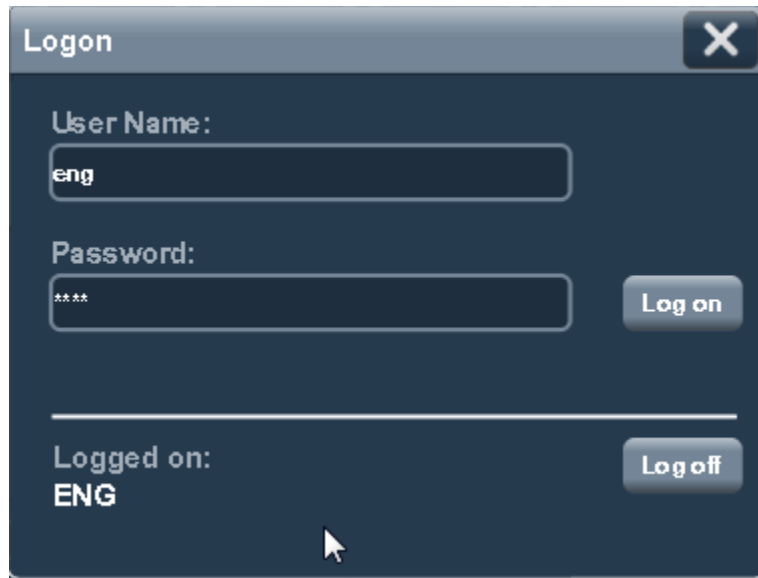 Logon
User Name:
eng
Password:
****
Log on
Logged on:
ENG
Log off